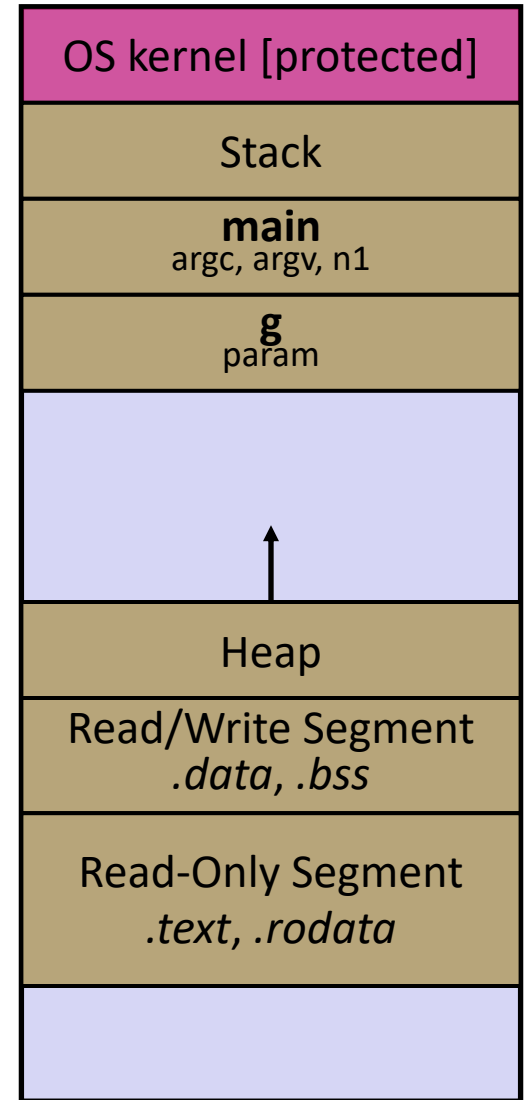 OS kernel [protected]
Stack
main
argc, argv, n1
g
param
Heap
Read/Write Segment
.data, .bss
Read-Only Segment
.text, .rodata